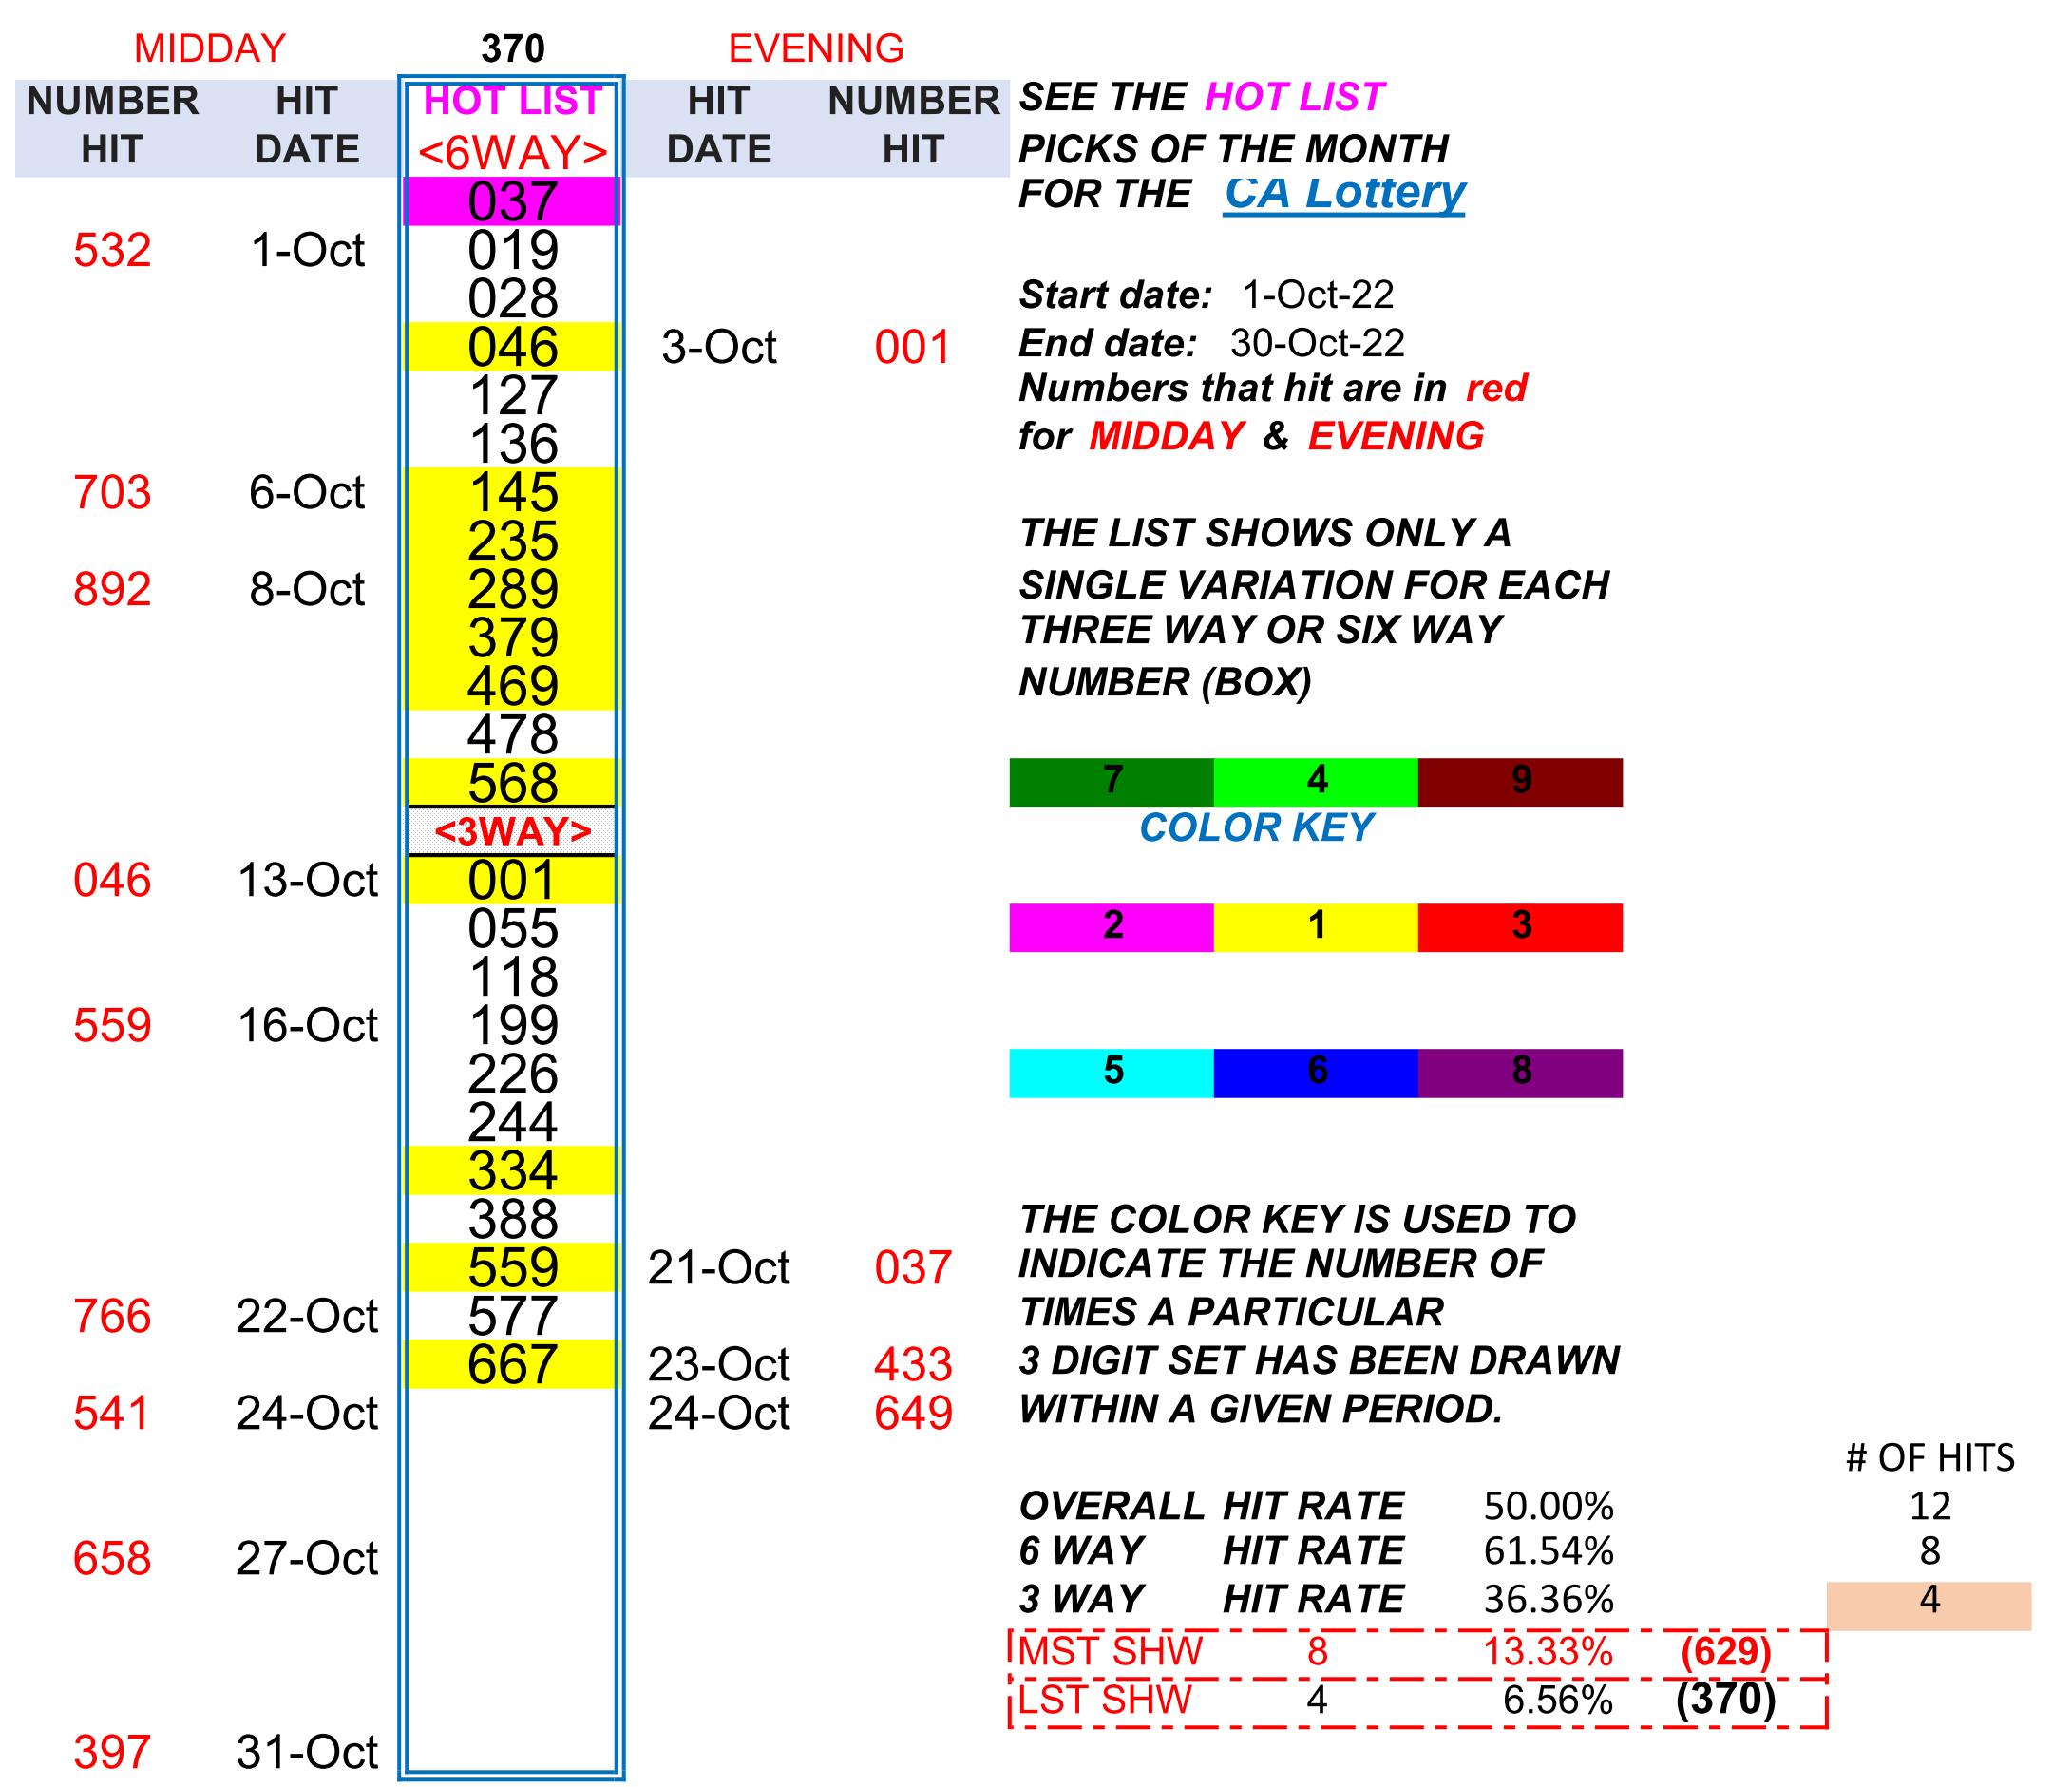 MIDDAY 370 EVENING
NUMBER HIT HOT LIST HIT NUMBER SEE THE HOT LIST
HIT DATE <6WAY> DATE HIT PICKS OF THE MONTH
037 FOR THE CA Lottery
532 1-Oct 019
028 Start date: 1-Oct-22
046 3-Oct 001 End date: 30-Oct-22
127 Numbers that hit are in red
136 for MIDDAY & EVENING
703 6-Oct 145
235 THE LIST SHOWS ONLY A
892 8-Oct 289 SINGLE VARIATION FOR EACH
379 THREE WAY OR SIX WAY
469 NUMBER (BOX)
478
568 7 4 9
<3WAY> COLOR KEY
046 13-Oct 001
055 2 1 3
118
559 16-Oct 199
226 5 6 8
244
334
388 THE COLOR KEY IS USED TO
559 21-Oct 037 INDICATE THE NUMBER OF
766 22-Oct 577 TIMES A PARTICULAR
667 23-Oct 433 3 DIGIT SET HAS BEEN DRAWN
541 24-Oct 24-Oct 649 WITHIN A GIVEN PERIOD.
# OF HITS
OVERALL HIT RATE 50.00% 12
658 27-Oct 6 WAY HIT RATE 61.54% 8
3 WAY HIT RATE 36.36% 4
MST SHW 8 13.33% (629)
LST SHW 4 6.56% (370)
397 31-Oct